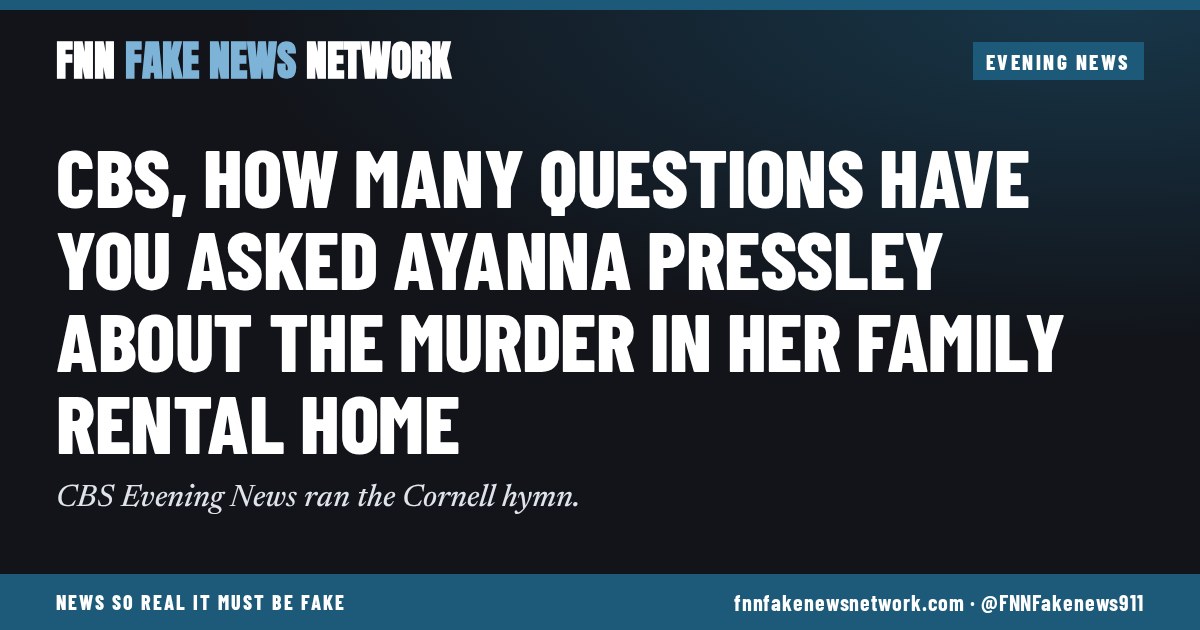 FNN FAKE NEWS NETWORK
EVENING NEWS
CBS, HOW MANY QUESTIONS HAVE
YOU ASKED AYANNA PRESSLEY
ABOUT THE MURDER IN HER FAMILY
RENTAL HOME
CBS Evening News ran the Cornell hymn.
NEWS SO REAL IT MUST BE FAKE
fnnfakenewsnetwork.com · @FNNFakenews911